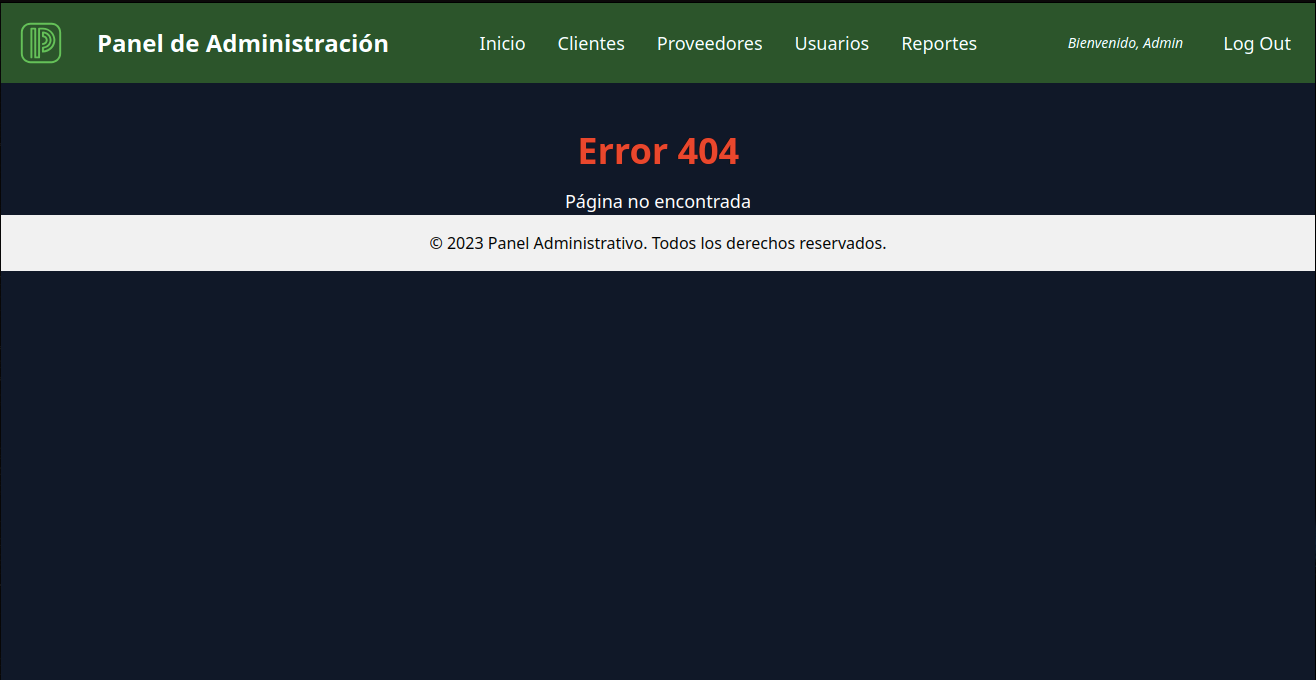 Panel de Administración
Inicio Clientes Proveedores Usuarios Reportes
Bienvenido, Admin
Log Out
Error 404
Página no encontrada
© 2023 Panel Administrativo. Todos los derechos reservados.